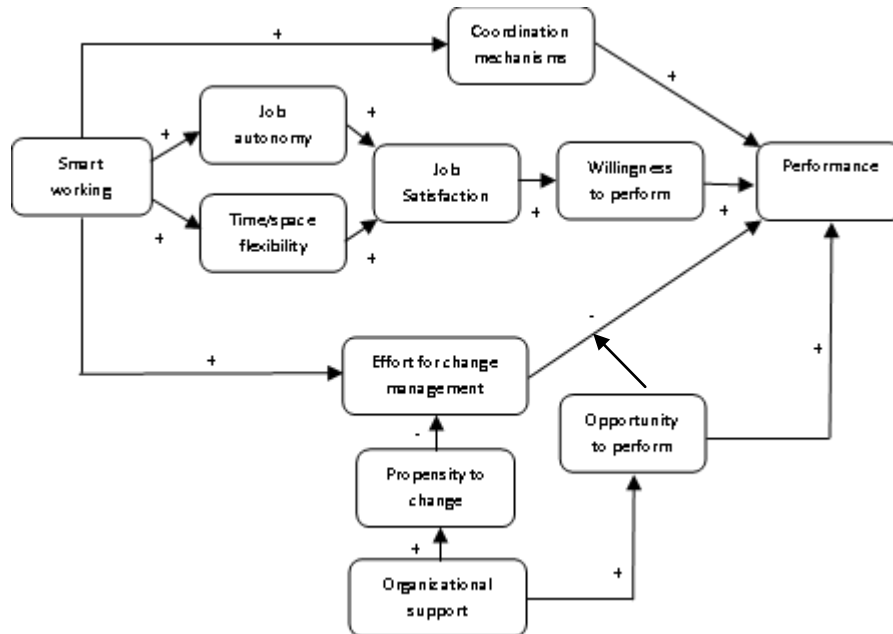 +
Coordination
mechanisms
+
Job
autonomy
+
+
Smart
working
Job
Satisfaction
Willingness
to perform
Performance
+
+
Time/space
flexibility
+
+
-
+
Effort for change
management
+
-
Opportunity
to perform
Propensity to
change
+
+
Organizational
support